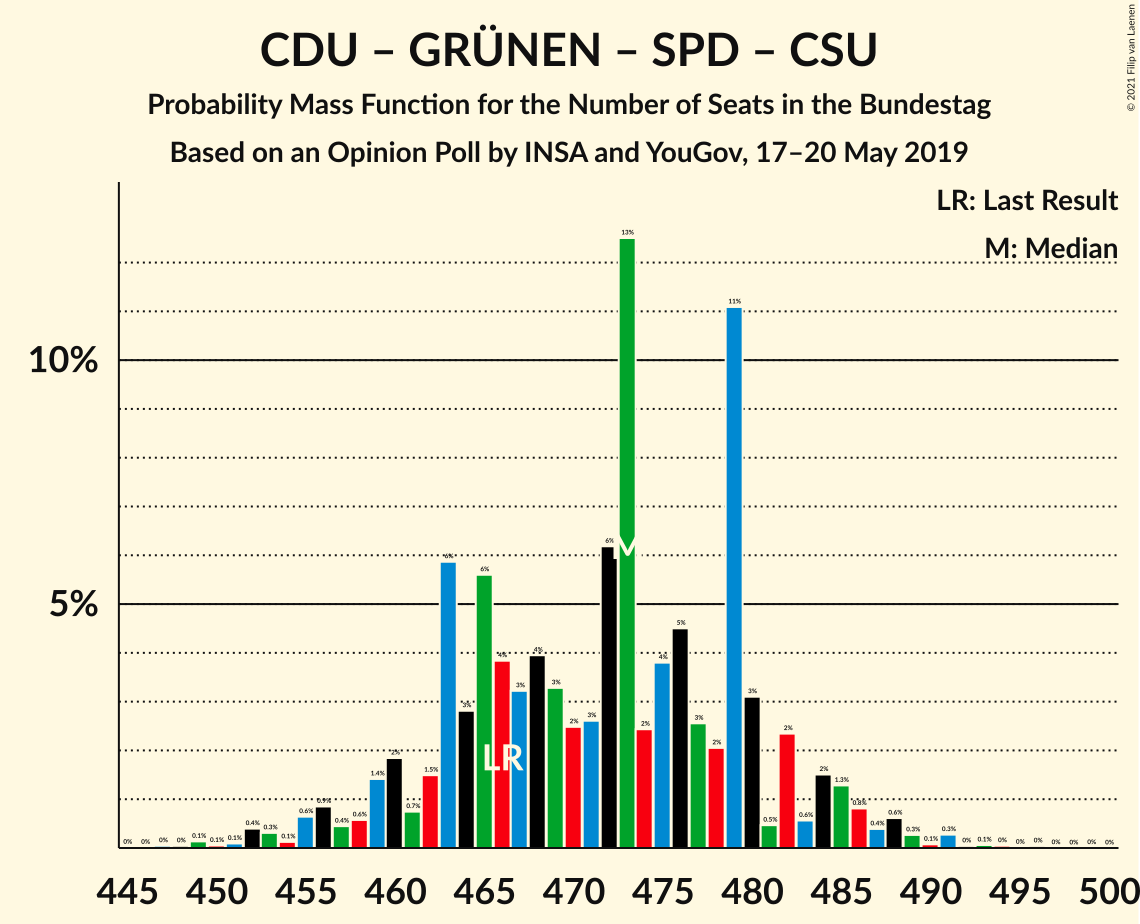 CDU – GRÜNEN – SPD – CSU
Probability Mass Function for the Number of Seats in the Bundestag
Based on an Opinion Poll by INSA and YouGov, 17–20 May 2019
© 2021 Filip van Laenen
LR: Last Result
M: Median
10%
5%
0% 0% 0% 0% 0.1% 0.1% 0.1% 0.4% 0.3% 0.1% 0.6% 0.9% 0.4% 0.6% 1.4% 2% 0.7% 1.5% 6% 3% 6% 4% 3% 4% 3% 2% 3% 6% 13% 2% 4% 5% 3% 2% 11% 3% 0.5% 2% 0.6% 2% 1.3% 0.8% 0.4% 0.6% 0.3% 0.1% 0.3% 0% 0.1% 0% 0% 0% 0% 0% 0% 0%
LR
M
445 450 455 460 465 470 475 480 485 490 495 500